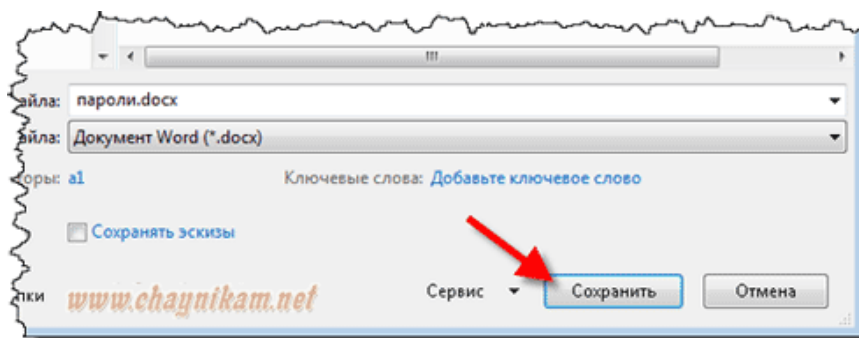 айла: пароли.docx
айла: Документ Word (*.docx)
оры: a1 Ключевые слова: Добавьте ключевое слово
Сохранять эскизы
пки www.chaynikam.net Сервис Сохранить Отмена